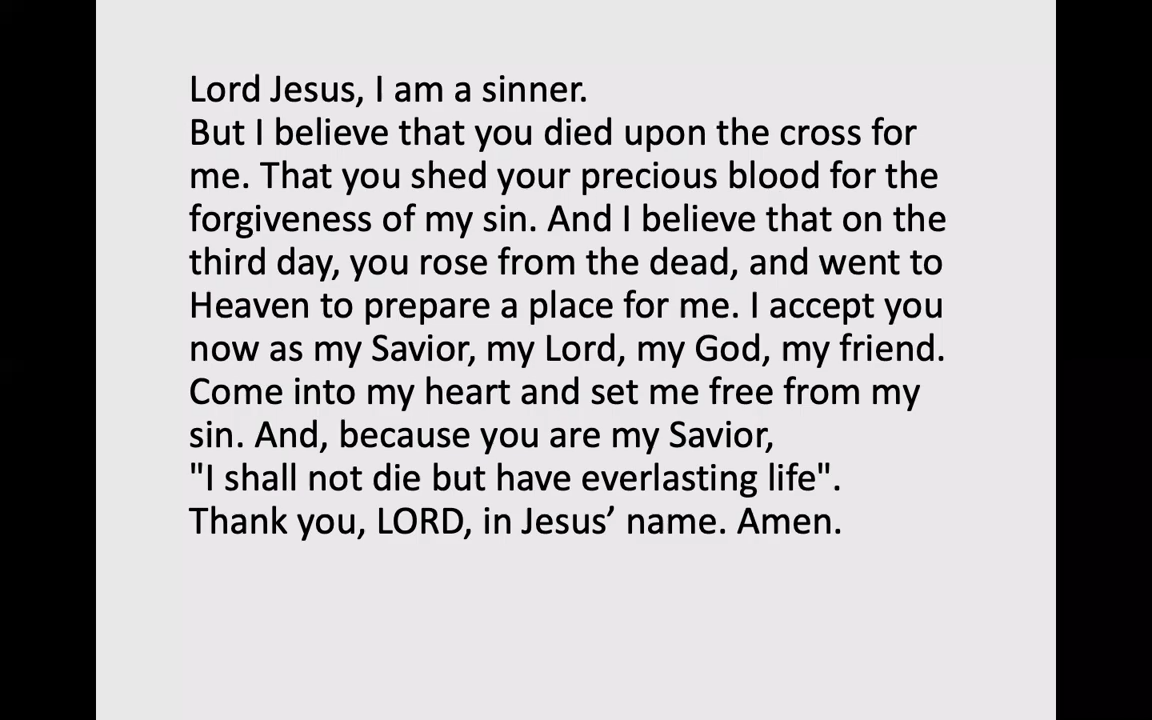 Lord Jesus, I am a sinner.
But I believe that you died upon the cross for
me. That you shed your precious blood for the
forgiveness of my sin. And I believe that on the
third day, you rose from the dead, and went to
Heaven to prepare a place for me. I accept you
now as my Savior, my Lord, my God, my friend.
Come into my heart and set me free from my
sin. And, because you are my Savior,
"I shall not die but have everlasting life".
Thank you, LORD, in Jesus’ name. Amen.